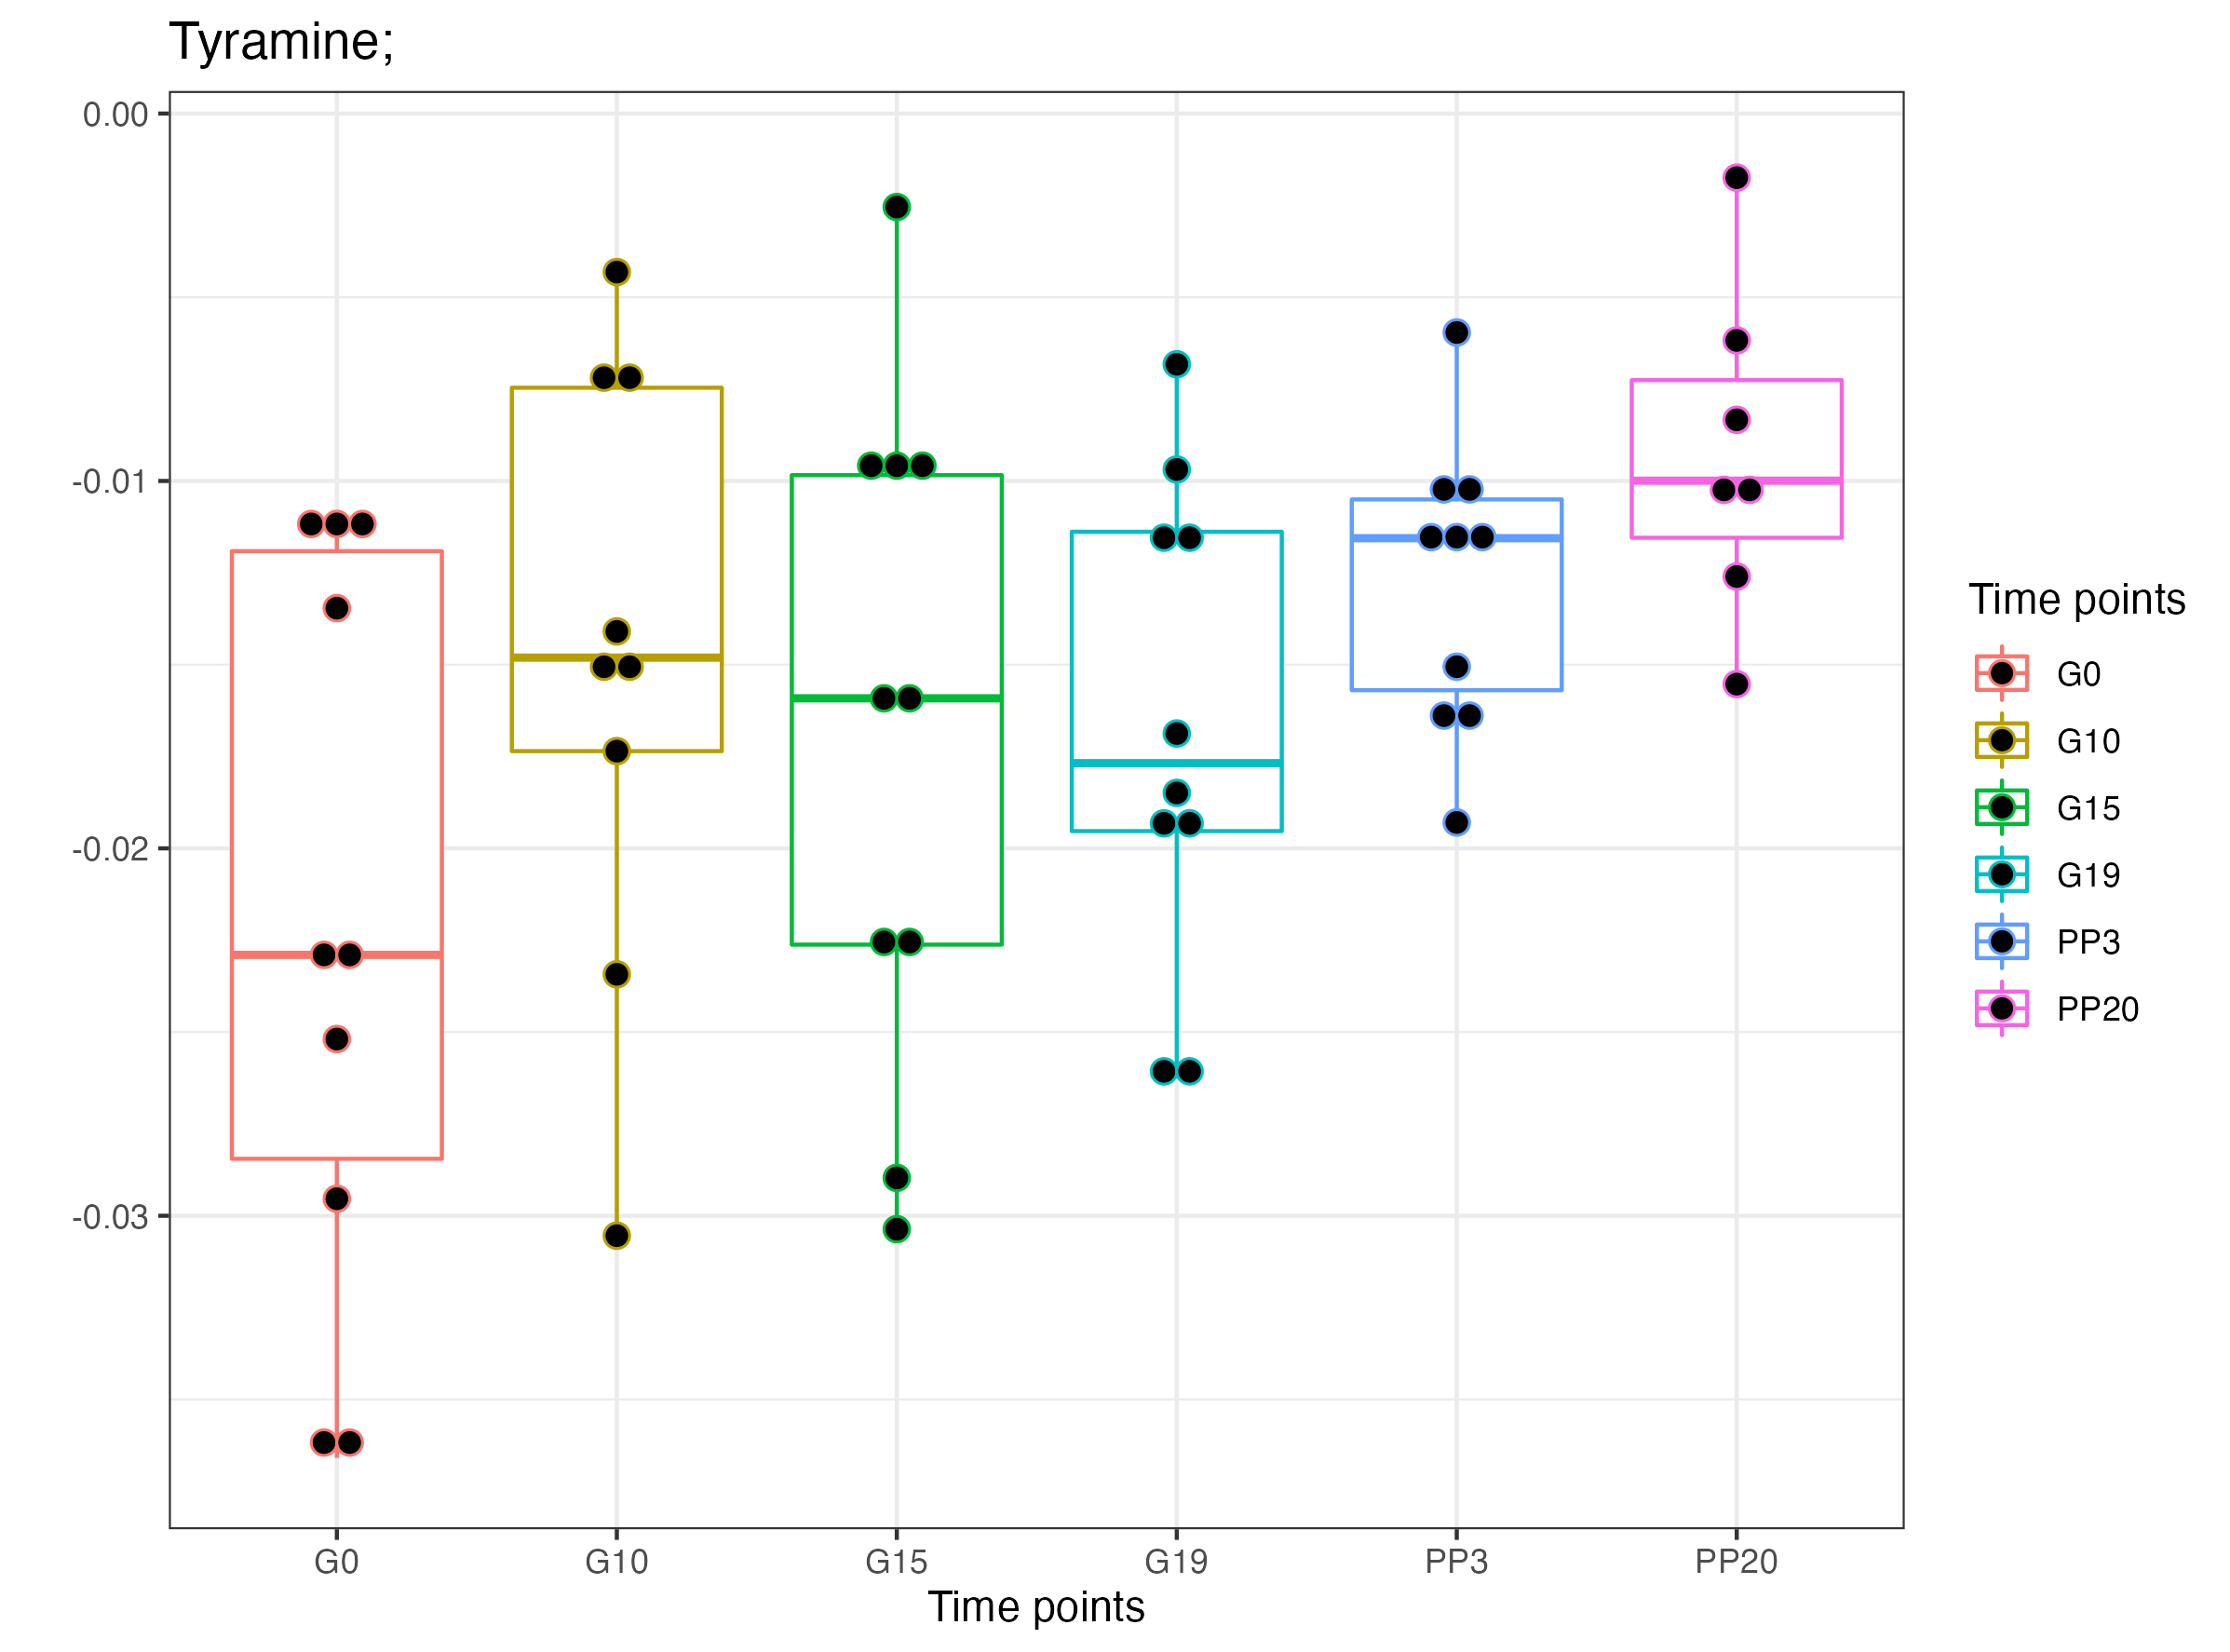 Tyramine;
0.00
-0.01
-0.02
-0.03
G0 G10 G15 G19 PP3 PP20
Time points
Time points
G0
G10
G15
G19
PP3
PP20